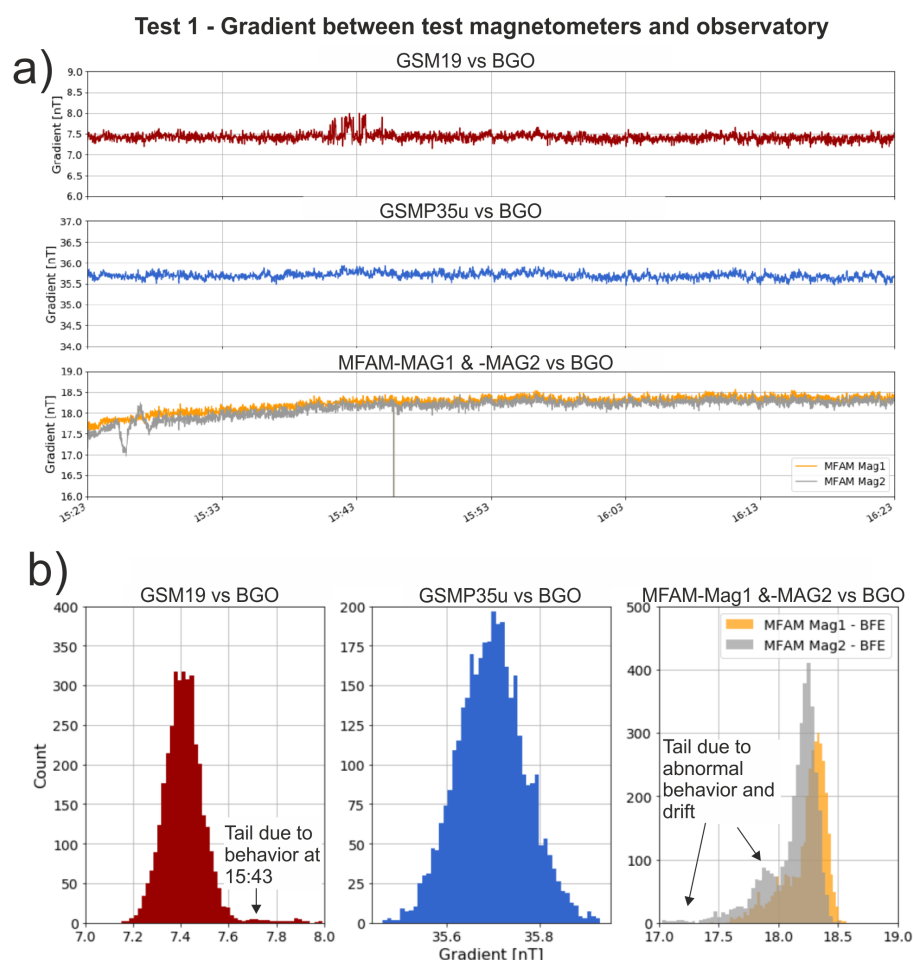 Test 1 - Gradient between test magnetometers and observatory
a)
GSM19 vs BGO
Gradient [nT]
9.0
8.5
8.0
7.5
7.0
6.5
6.0
GSMP35u vs BGO
Gradient [nT]
37.0
36.5
36.0
35.5
35.0
34.5
34.0
MFAM-MAG1 & -MAG2 vs BGO
Gradient [nT]
19.0
18.5
18.0
17.5
17.0
16.5
16.0
MFAM Mag1
MFAM Mag2
15:23 15:33 15:43 15:53 16:03 16:13 16:23
b)
GSM19 vs BGO
Count
400
350
300
250
200
150
100
50
0
Tail due to
behavior at
15:43
7.0 7.2 7.4 7.6 7.8 8.0
GSMP35u vs BGO
200
175
150
125
100
75
50
25
0
35.6 35.8
Gradient [nT]
MFAM-Mag1 &-MAG2 vs BGO
500
400
300
200
100
0
MFAM Mag1 - BFE
MFAM Mag2 - BFE
Tail due to
abnormal
behavior and
drift
17.0 17.5 18.0 18.5 19.0